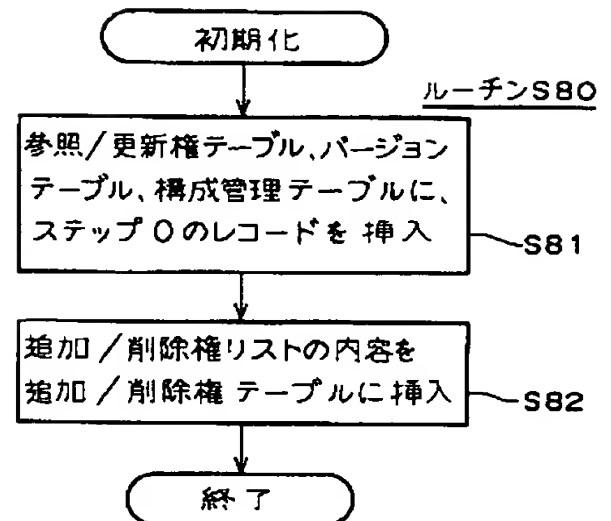 初期化
ルーチンS80
参照/更新権テーブル、バージョン
テーブル、構成管理テーブルに、
ステップ0のレコードを挿入
S81
追加/削除権リストの内容を
追加/削除権テーブルに挿入
S82
終了